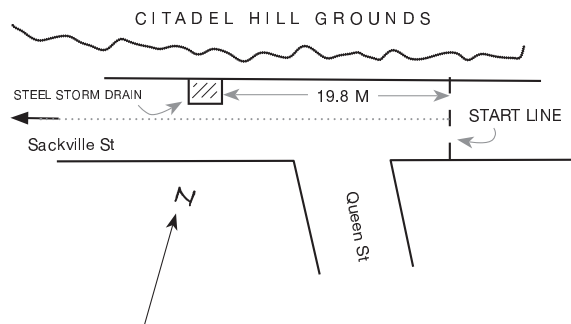 CITADEL HILL GROUNDS
STEEL STORM DRAIN
19.8 M
START LINE
Sackville St
Queen St
N